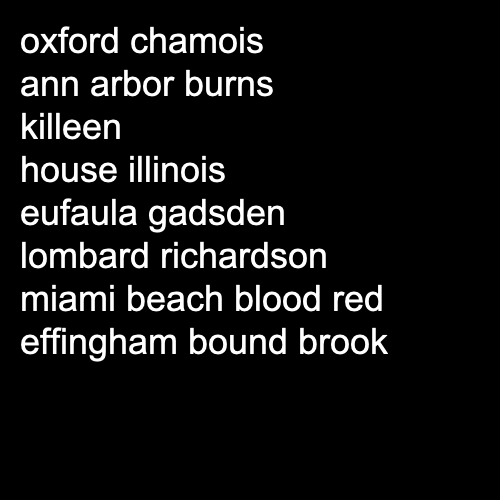 oxford chamois
ann arbor burns
killeen
house illinois
eufaula gadsden
lombard richardson
miami beach blood red
effingham bound brook